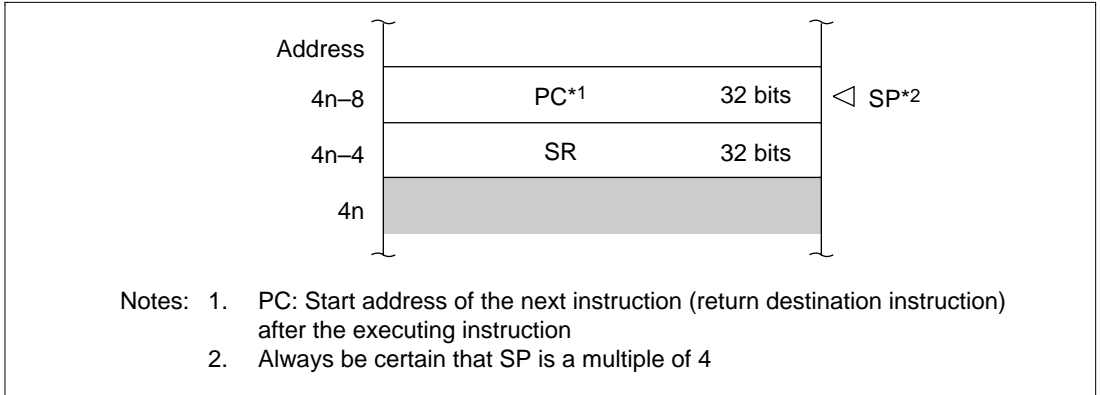 Address
4n–8 PC*1 32 bits SP*2
4n–4 SR 32 bits
4n
Notes: 1. PC: Start address of the next instruction (return destination instruction)
after the executing instruction
2. Always be certain that SP is a multiple of 4